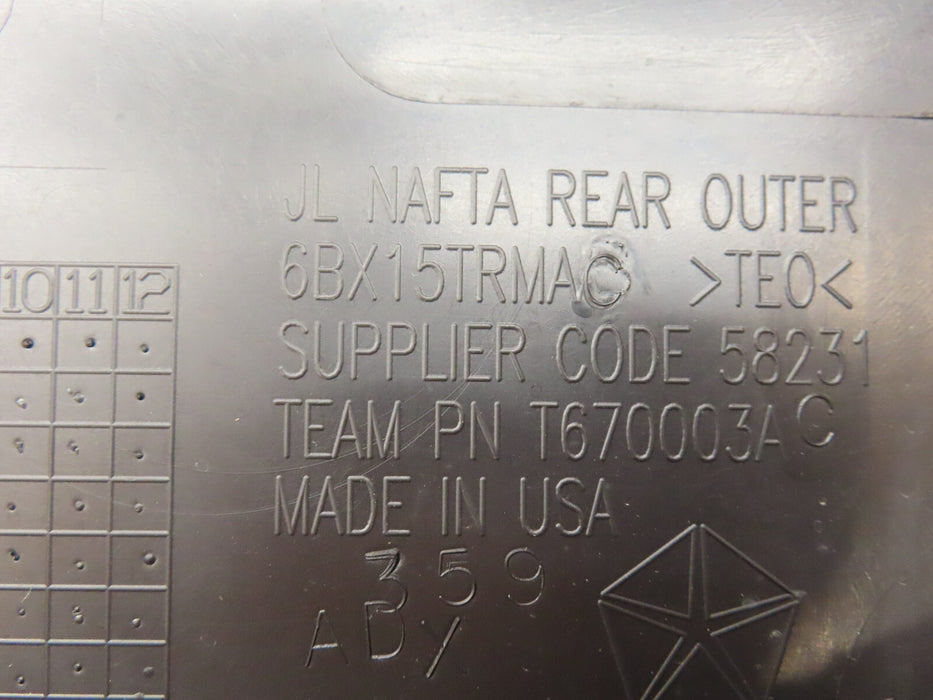 JL NAFTA REAR OUTER
6BX15TRMAC >TEO<
10 11 12
SUPPLIER CODE 58231
TEAM PN T670003AC
MADE IN USA
359
ADY